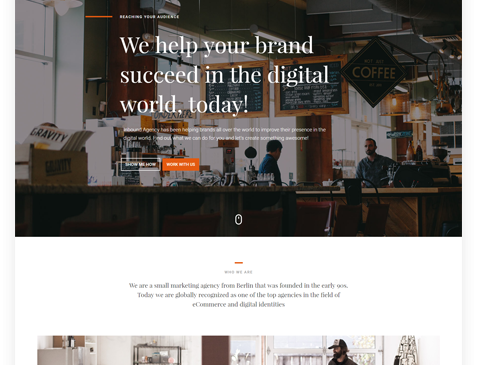 REACHING YOUR AUDIENCE
We help your brand
succeed in the digital
world, today!
Inbound Agency has been helping brands all over the world to improve their presence in the
digital world. Find out what we can do for you and let's create something awesome!
SHOW ME HOW
WORK WITH US
COFFEE
GRAVITY
GRAVITY
WHO WE ARE
We are a small marketing agency from Berlin that was founded in the early 90s.
Today we are globally recognized as one of the top agencies in the field of
eCommerce and digital identities